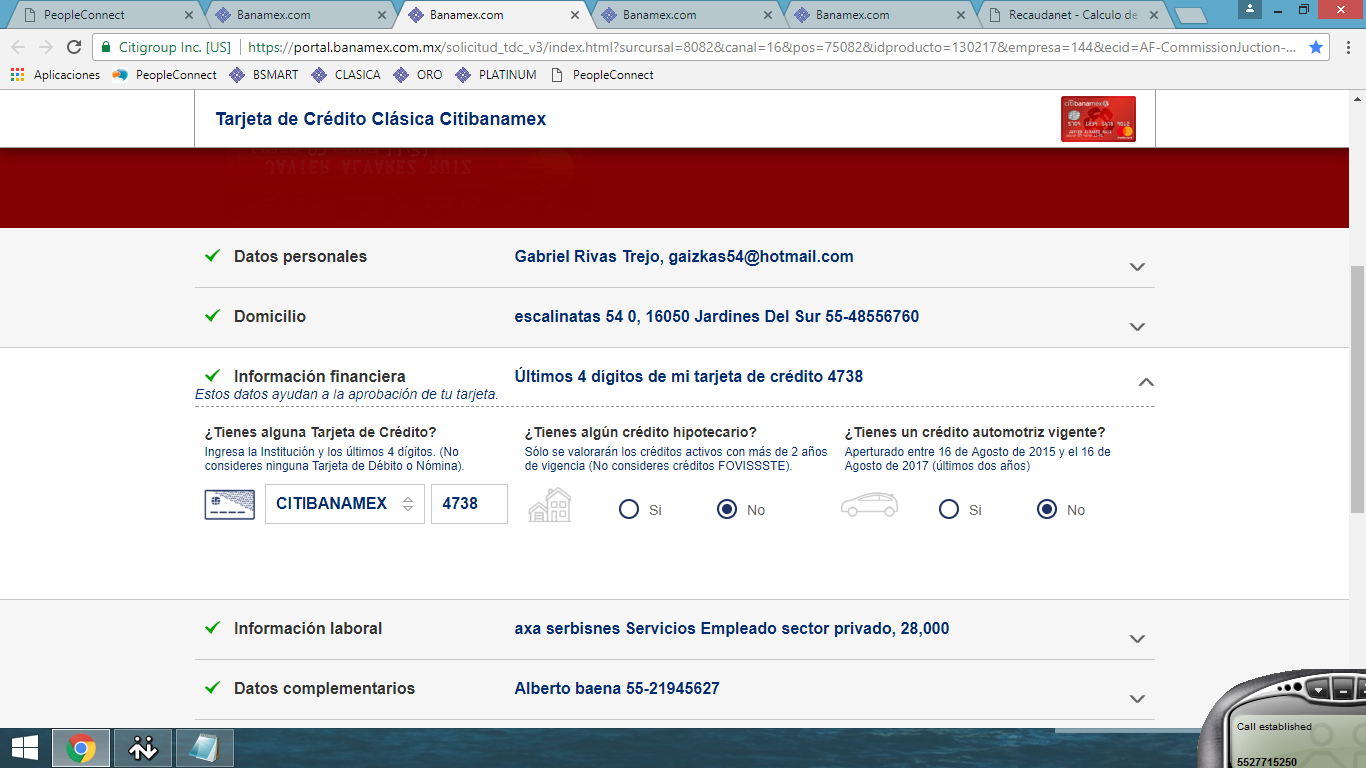 PeopleConnect
Banamex.com
Banamex.com
Banamex.com
Banamex.com
Recaudanet - Calculo de
Citigroup Inc. [US]
https://portal.banamex.com.mx/solicitud_tdc_v3/index.html?sursural=8082&canal=16&pos=75082&idproducto=130217&empresa=144&ecid=AF-CommissionJuction-...
Aplicaciones
PeopleConnect
BSMART
CLASICA
ORO
PLATINUM
PeopleConnect
Tarjeta de Crédito Clásica Citibanamex
citibanamex
JAVIER ALVAREZ RUIZ
Datos personales
Gabriel Rivas Trejo, gaizkas54@hotmail.com
Domicilio
escalinatas 54 0, 16050 Jardines Del Sur 55-48556760
Información financiera
Últimos 4 dígitos de mi tarjeta de crédito 4738
Estos datos ayudan a la aprobación de tu tarjeta.
¿Tienes alguna Tarjeta de Crédito?
Ingresa la Institución y los últimos 4 dígitos. (No
consideres ninguna Tarjeta de Débito o Nómina).
CITIBANAMEX
4738
¿Tienes algún crédito hipotecario?
Sólo se valorarán los créditos activos con más de 2 años
de vigencia (No consideres créditos FOVISSSTE).
Si
No
¿Tienes un crédito automotriz vigente?
Aperturado entre 16 de Agosto de 2015 y el 16 de
Agosto de 2017 (últimos dos años)
Si
No
Información laboral
axa serbisnes Servicios Empleado sector privado, 28,000
Datos complementarios
Alberto baena 55-21945627
Call established
5527715250